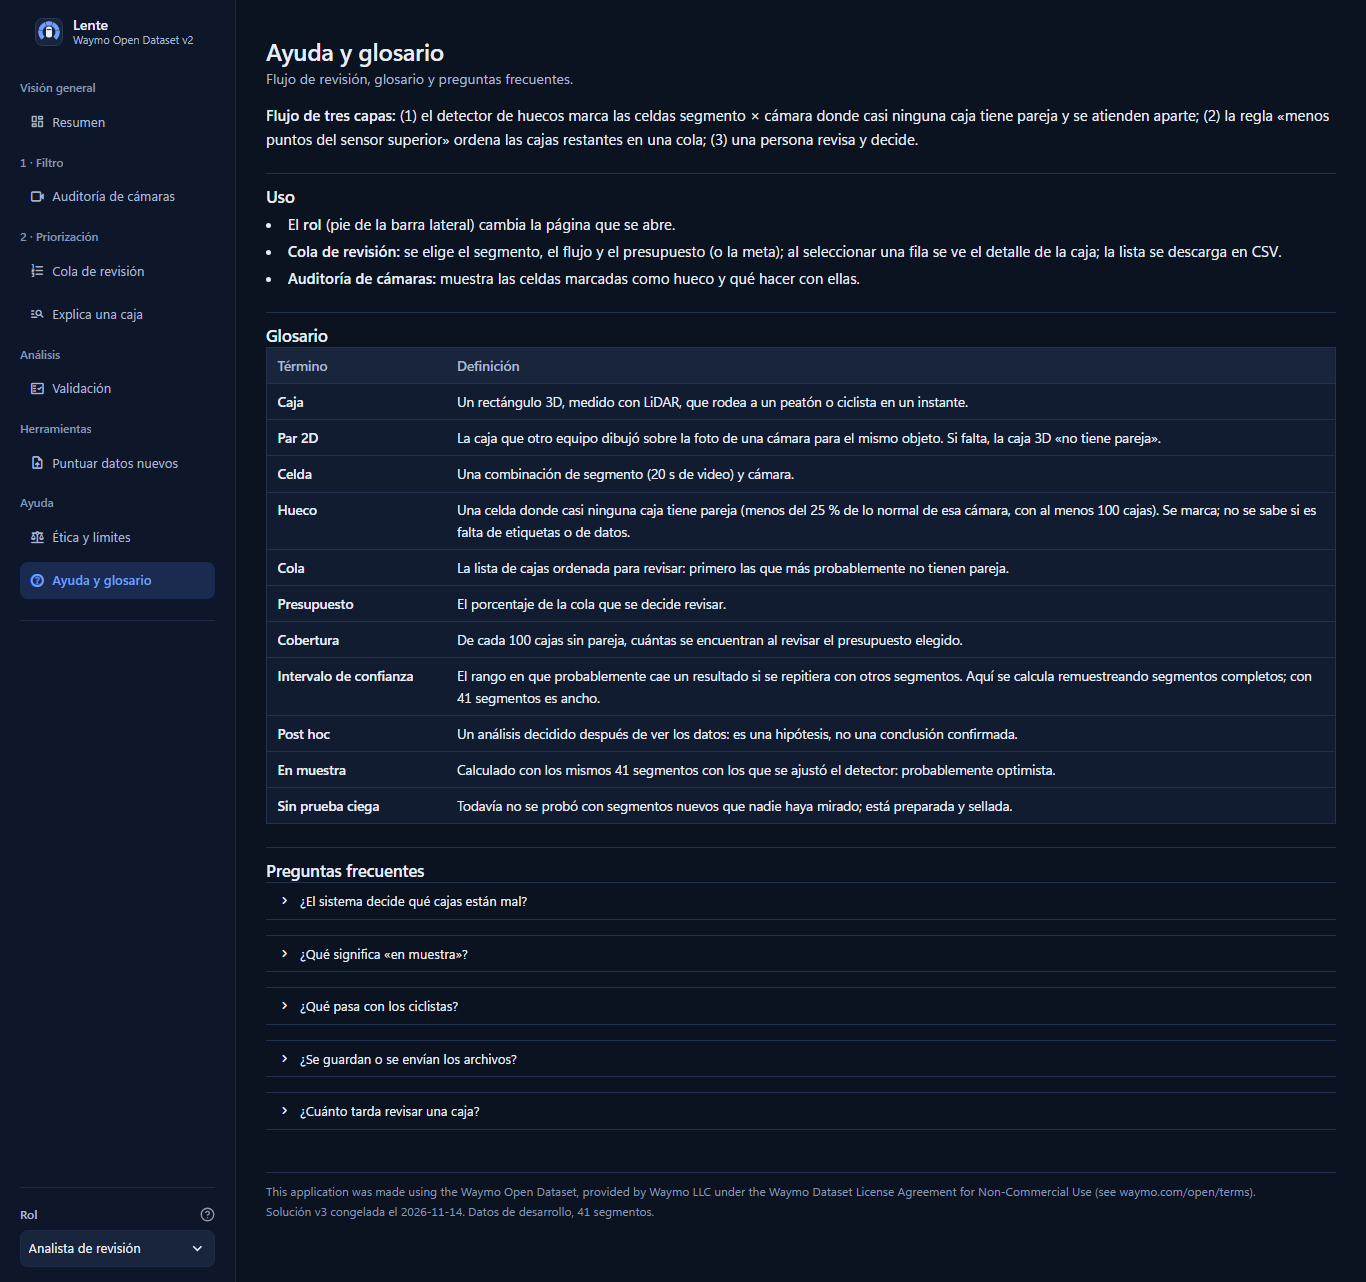 Lente
Waymo Open Dataset v2
Visión general
Resumen
1 · Filtro
Auditoría de cámaras
2 · Priorización
Cola de revisión
Explica una caja
Análisis
Validación
Herramientas
Puntuar datos nuevos
Ayuda
Ética y límites
Ayuda y glosario
Rol
Analista de revisión
Ayuda y glosario
Flujo de revisión, glosario y preguntas frecuentes.
Flujo de tres capas: (1) el detector de huecos marca las celdas segmento × cámara donde casi ninguna caja tiene pareja y se atienden aparte; (2) la regla «menos
puntos del sensor superior» ordena las cajas restantes en una cola; (3) una persona revisa y decide.
Uso
• El rol (pie de la barra lateral) cambia la página que se abre.
• Cola de revisión: se elige el segmento, el flujo y el presupuesto (o la meta); al seleccionar una fila se ve el detalle de la caja; la lista se descarga en CSV.
• Auditoría de cámaras: muestra las celdas marcadas como hueco y qué hacer con ellas.
Glosario
Término Definición
Caja Un rectángulo 3D, medido con LiDAR, que rodea a un peatón o ciclista en un instante.
Par 2D La caja que otro equipo dibujó sobre la foto de una cámara para el mismo objeto. Si falta, la caja 3D «no tiene pareja».
Celda Una combinación de segmento (20 s de video) y cámara.
Hueco Una celda donde casi ninguna caja tiene pareja (menos del 25 % de lo normal de esa cámara, con al menos 100 cajas). Se marca; no se sabe si es
falta de etiquetas o de datos.
Cola La lista de cajas ordenada para revisar: primero las que más probablemente no tienen pareja.
Presupuesto El porcentaje de la cola que se decide revisar.
Cobertura De cada 100 cajas sin pareja, cuántas se encuentran al revisar el presupuesto elegido.
Intervalo de confianza El rango en que probablemente cae un resultado si se repitiera con otros segmentos. Aquí se calcula remuestreando segmentos completos; con
41 segmentos es ancho.
Post hoc Un análisis decidido después de ver los datos: es una hipótesis, no una conclusión confirmada.
En muestra Calculado con los mismos 41 segmentos con los que se ajustó el detector: probablemente optimista.
Sin prueba ciega Todavía no se probó con segmentos nuevos que nadie haya mirado; está preparada y sellada.
Preguntas frecuentes
¿El sistema decide qué cajas están mal?
¿Qué significa «en muestra»?
¿Qué pasa con los ciclistas?
¿Se guardan o se envían los archivos?
¿Cuánto tarda revisar una caja?
This application was made using the Waymo Open Dataset, provided by Waymo LLC under the Waymo Dataset License Agreement for Non-Commercial Use (see waymo.com/open/terms).
Solución v3 congelada el 2026-11-14. Datos de desarrollo, 41 segmentos.